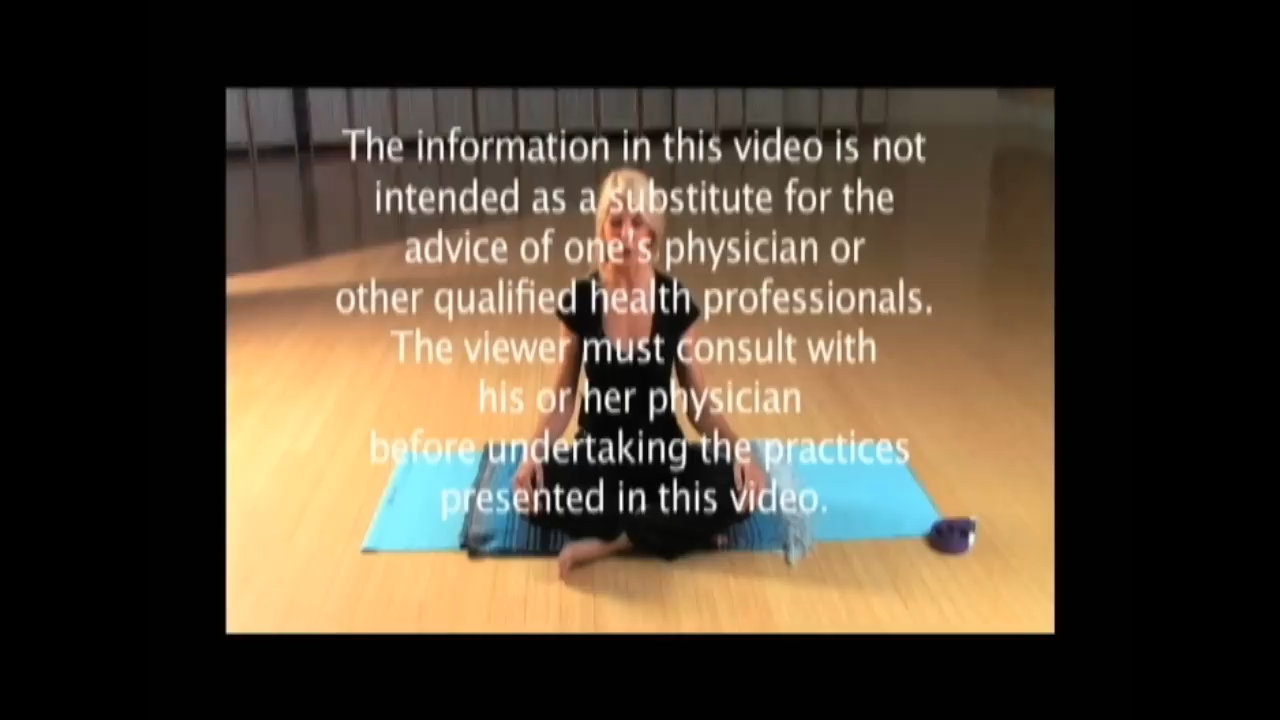 The information in this video is not
intended as a substitute for the
advice of one's physician or
other qualified health professionals.
The viewer must consult with
his or her physician
before undertaking the practices
presented in this video.